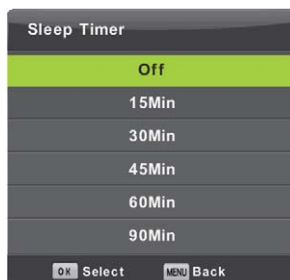 Sleep Timer
Off
15Min
30Min
45Min
60Min
90Min
OK Select MENU Back